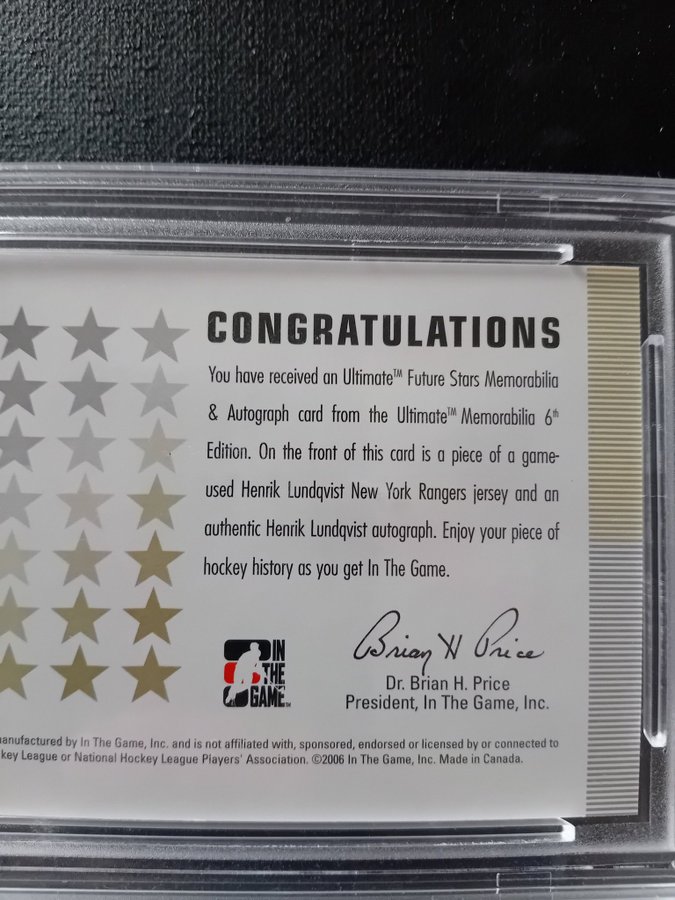 CONGRATULATIONS
You have received an Ultimate™ Future Stars Memorabilia
& Autograph card from the Ultimate™ Memorabilia 6th
Edition. On the front of this card is a piece of a game-
used Henrik Lundqvist New York Rangers jersey and an
authentic Henrik Lundqvist autograph. Enjoy your piece of
hockey history as you get In The Game.
Brian H Price
IN
THE
GAME™
Dr. Brian H. Price
President, In The Game, Inc.
anufactured by In The Game, Inc. and is not affiliated with, sponsored, endorsed or licensed by or connected to
key League or National Hockey League Players' Association. ©2006 In The Game, Inc. Made in Canada.